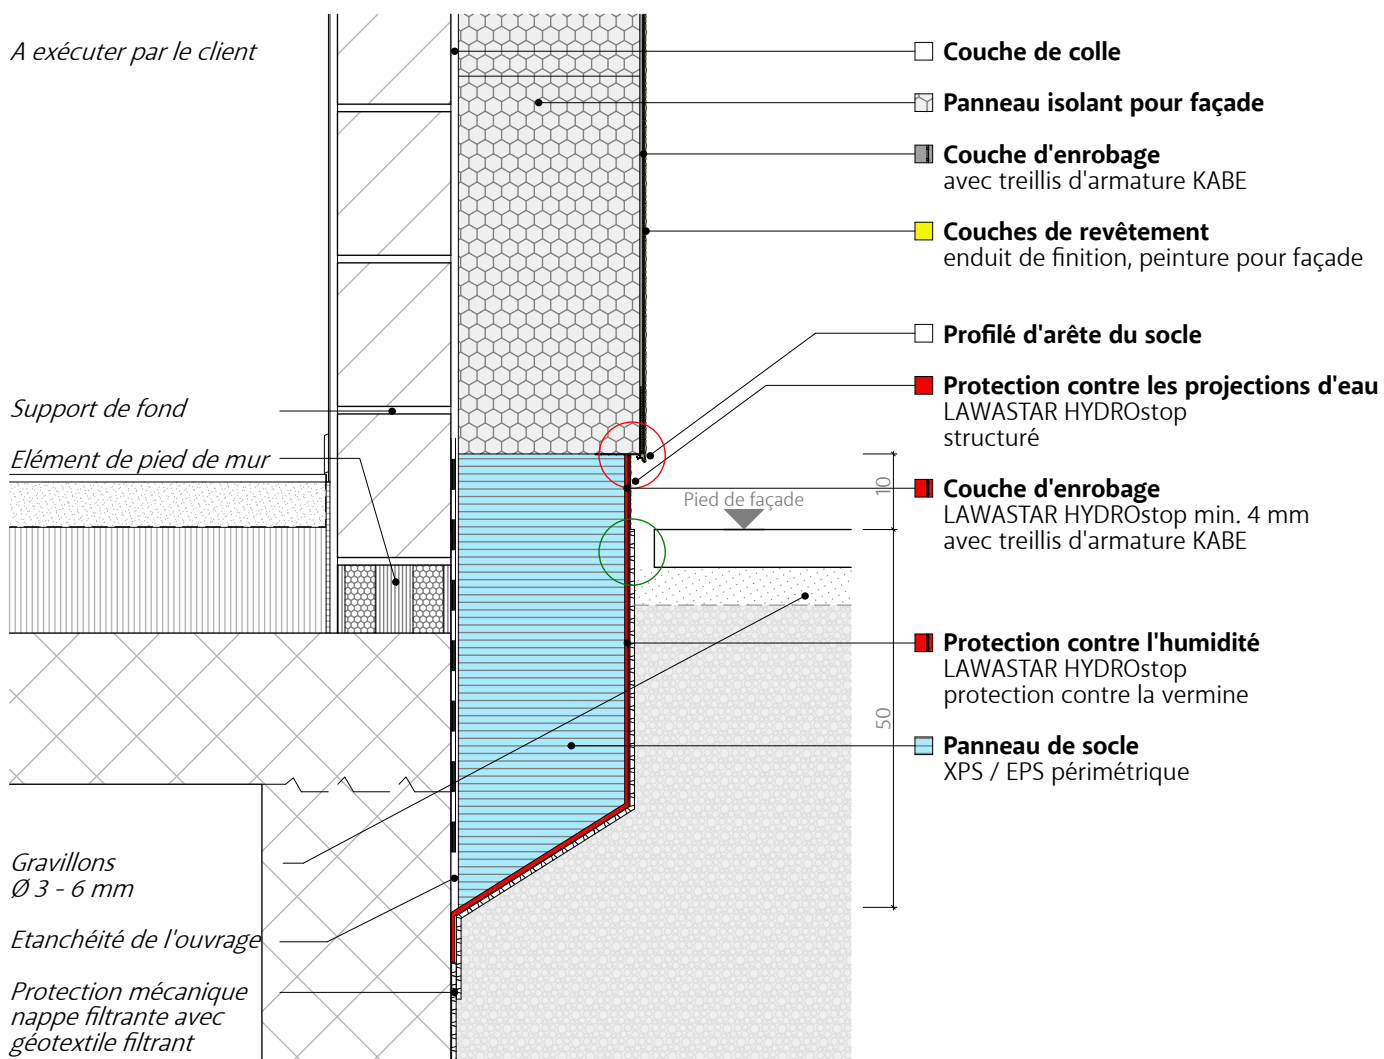 A exécuter par le client
Support de fond
Elément de pied de mur
Gravillons
Ø 3 - 6 mm
Etanchéité de l'ouvrage
Protection mécanique
nappe filtrante avec
géotextile filtrant
Pied de façade
10
50
Couche de colle
Panneau isolant pour façade
Couche d'enrobage
avec treillis d'armature KABE
Couches de revêtement
enduit de finition, peinture pour façade
Profilé d'arête du socle
Protection contre les projections d'eau
LAWASTAR HYDROstop
structuré
Couche d'enrobage
LAWASTAR HYDROstop min. 4 mm
avec treillis d'armature KABE
Protection contre l'humidité
LAWASTAR HYDROstop
protection contre la vermine
Panneau de socle
XPS / EPS périmétrique